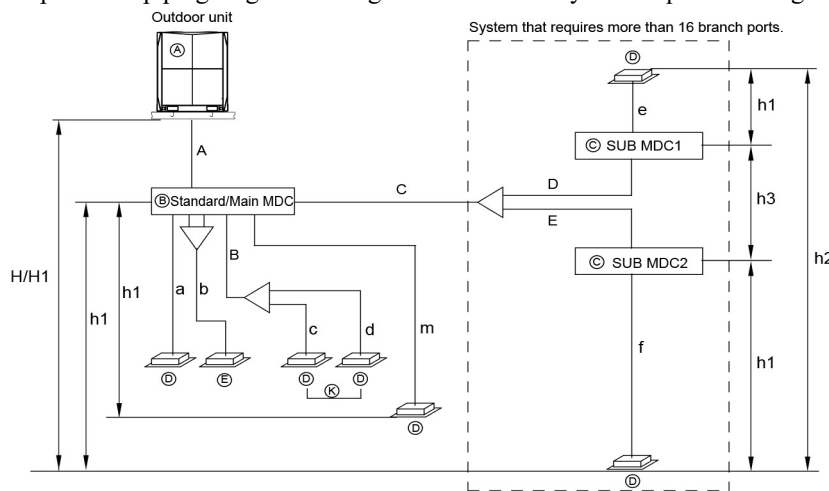 Outdoor unit
System that requires more than 16 branch ports.
Ⓐ
Ⓓ
h1
e
Ⓒ SUB MDC1
A
D
C
ⒷStandard/Main MDC
h3
E
B
Ⓒ SUB MDC2
h2
H/H1
h1
h1
a
b
c
d
m
f
h1
Ⓓ
Ⓔ
Ⓓ
Ⓓ
Ⓚ
Ⓓ
Ⓓ